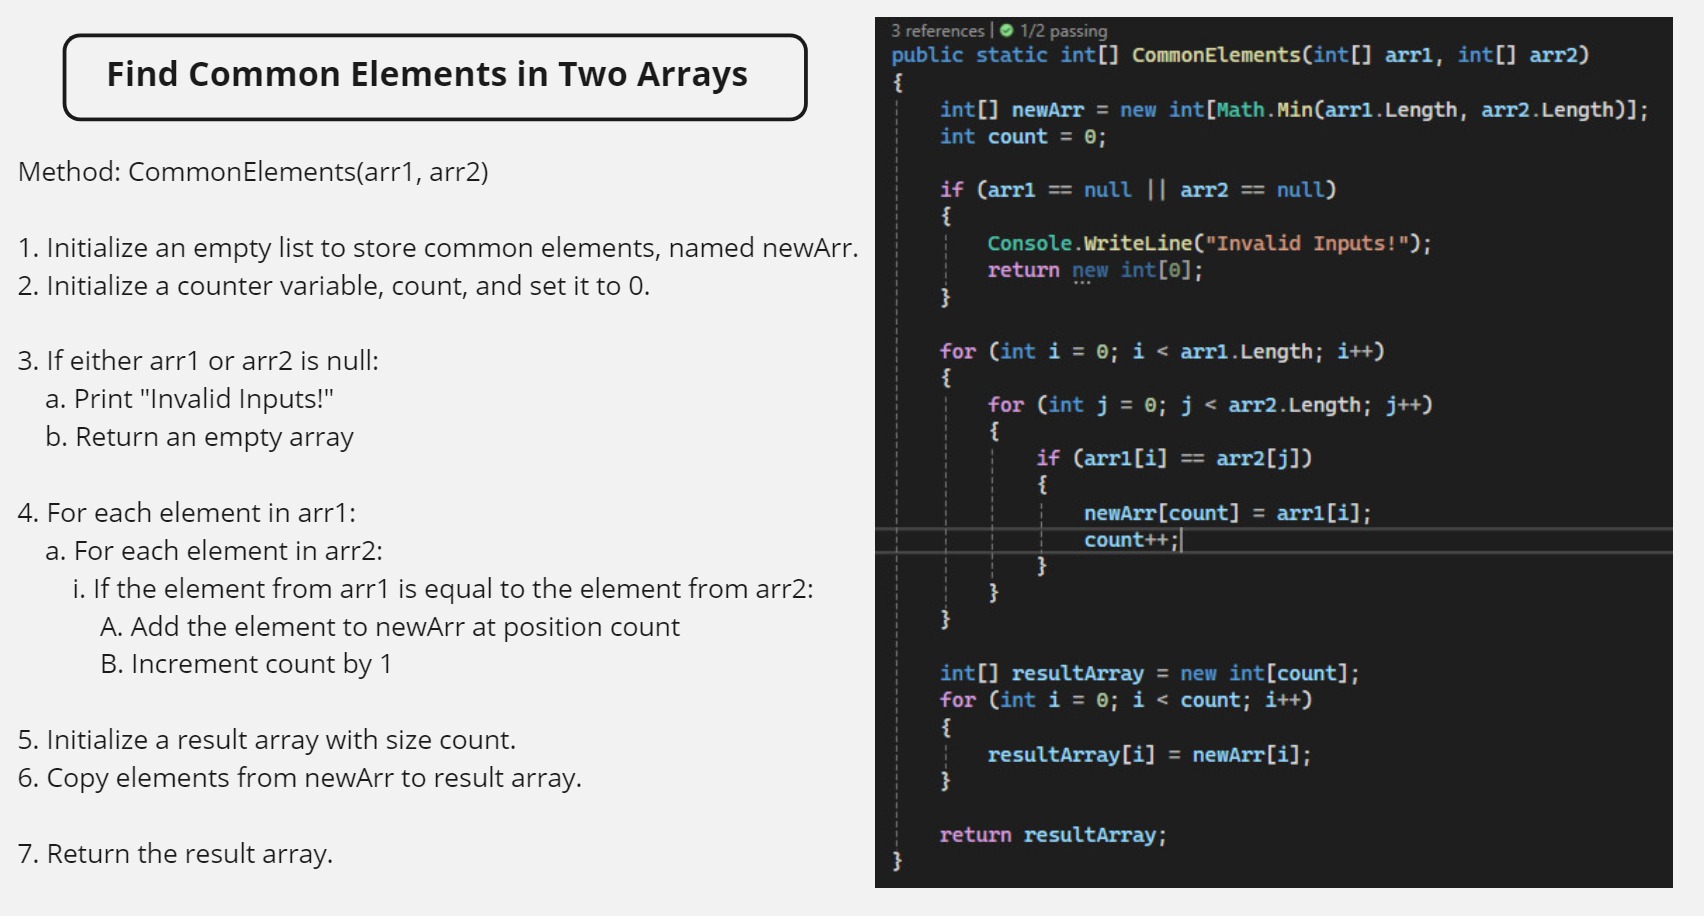 Find Common Elements in Two Arrays
Method: CommonElements(arr1, arr2)
1. Initialize an empty list to store common elements, named newArr.
2. Initialize a counter variable, count, and set it to 0.
3. If either arr1 or arr2 is null:
a. Print "Invalid Inputs!"
b. Return an empty array
4. For each element in arr1:
a. For each element in arr2:
i. If the element from arr1 is equal to the element from arr2:
A. Add the element to newArr at position count
B. Increment count by 1
5. Initialize a result array with size count.
6. Copy elements from newArr to result array.
7. Return the result array.
3 references | 1/2 passing
public static int[] CommonElements(int[] arr1, int[] arr2)
{
int[] newArr = new int[Math.Min(arr1.Length, arr2.Length)];
int count = 0;
if (arr1 == null || arr2 == null)
{
Console.WriteLine("Invalid Inputs!");
return new int[0];
}
for (int i = 0; i < arr1.Length; i++)
{
for (int j = 0; j < arr2.Length; j++)
{
if (arr1[i] == arr2[j])
{
newArr[count] = arr1[i];
count++;
}
}
}
int[] resultArray = new int[count];
for (int i = 0; i < count; i++)
{
resultArray[i] = newArr[i];
}
return resultArray;
}